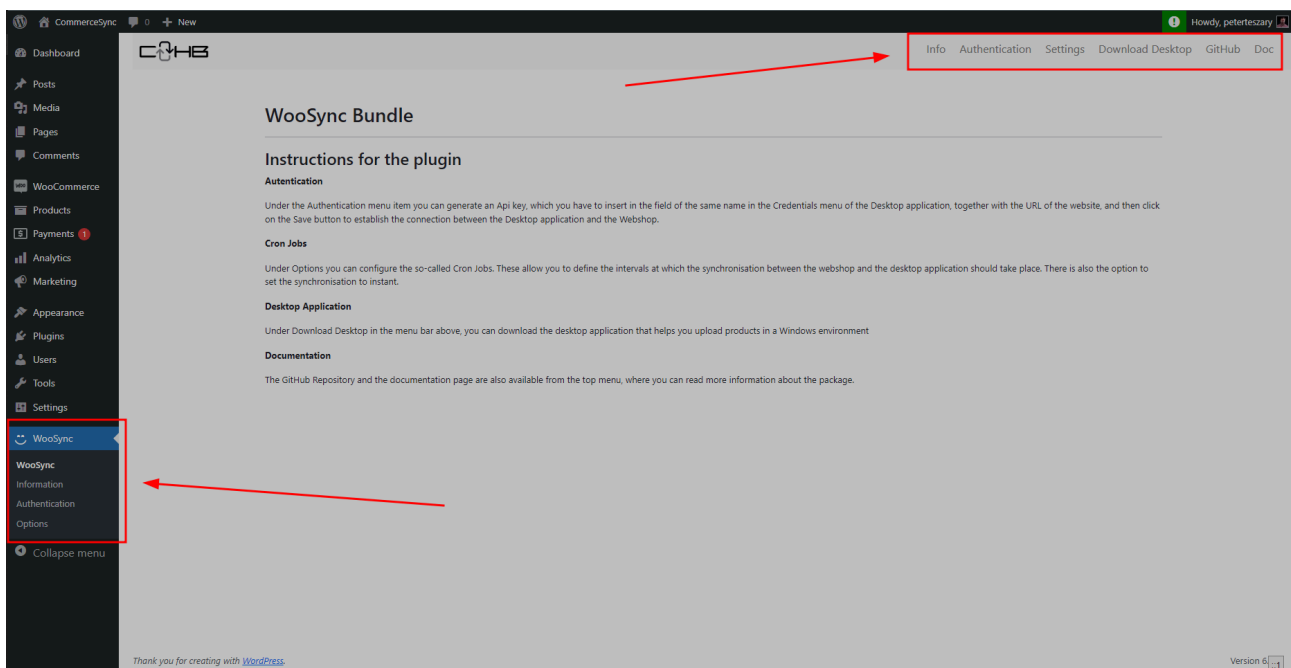 CommerceSync 0 New
Howdy, peterteszary
Dashboard
Posts
Media
Pages
Comments
WooCommerce
Products
Payments 1
Analytics
Marketing
Appearance
Plugins
Users
Tools
Settings
WooSync
WooSync
Information
Authentication
Options
Collapse menu
Info Authentication Settings Download Desktop GitHub Doc
WooSync Bundle
Instructions for the plugin
Autentication
Under the Authentication menu item you can generate an Api key, which you have to insert in the field of the same name in the Credentials menu of the Desktop application, together with the URL of the website, and then click
on the Save button to establish the connection between the Desktop application and the Webshop.
Cron Jobs
Under Options you can configure the so-called Cron Jobs. These allow you to define the intervals at which the synchronisation between the webshop and the desktop application should take place. There is also the option to
set the synchronisation to instant.
Desktop Application
Under Download Desktop in the menu bar above, you can download the desktop application that helps you upload products in a Windows environment
Documentation
The GitHub Repository and the documentation page are also available from the top menu, where you can read more information about the package.
Thank you for creating with WordPress.
Version 6.